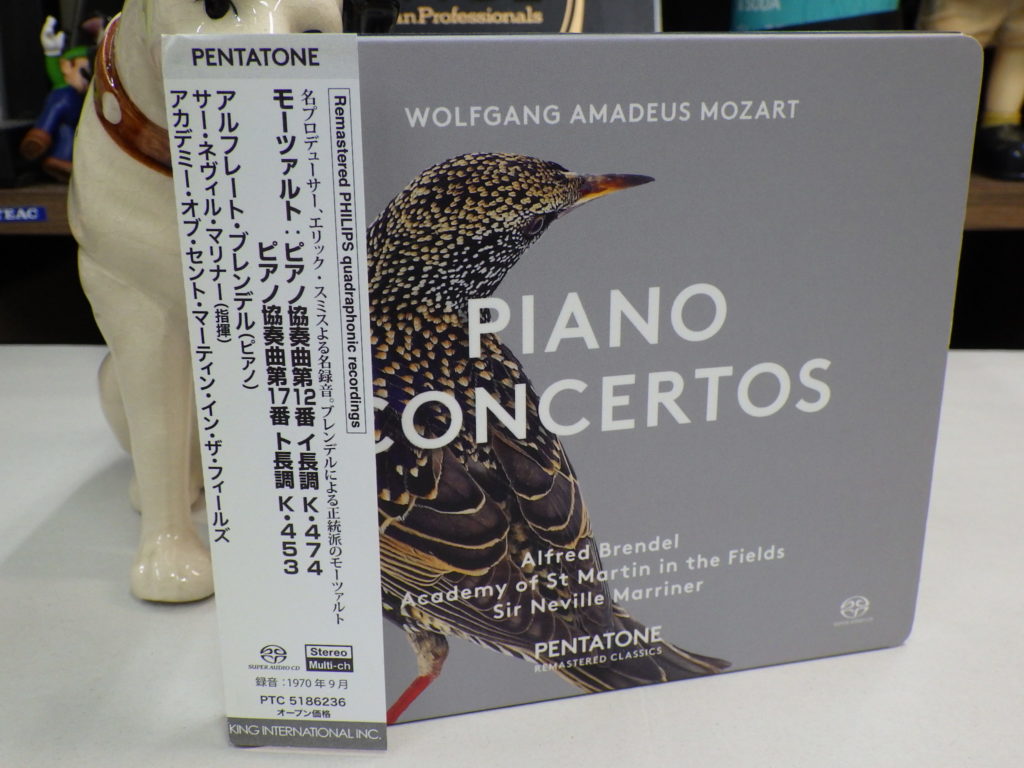 in Professionals
SODA
TEAC
PENTATONE
Remastered PHILIPS quadraphonic recordings
名プロデューサー、エリック・スミスよる名録音。ブレンデルによる正統派のモーツァルト
モーツァルト：ピアノ協奏曲第12番 イ長調 K・474
ピアノ協奏曲第17番 ト長調 K・453
アルフレート・ブレンデル（ピアノ）
サー・ネヴィル・マリナー（指揮）
アカデミー・オブ・セント・マーティン・イン・ザ・フィールズ
SUPER AUDIO CD
Stereo
Multi-ch
録音：1970年9月
PTC 5186236
オープン価格
KING INTERNATIONAL INC.
WOLFGANG AMADEUS MOZART
PIANO
CONCERTOS
Alfred Brendel
Academy of St Martin in the Fields
Sir Neville Marriner
PENTATONE
REMASTERED CLASSICS
SUPER AUDIO CD